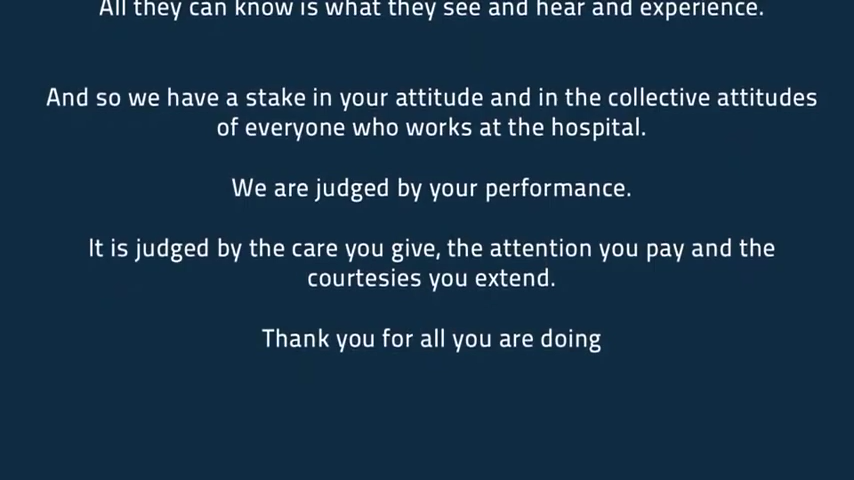 All they can know is what they see and hear and experience.
And so we have a stake in your attitude and in the collective attitudes
of everyone who works at the hospital.
We are judged by your performance.
It is judged by the care you give, the attention you pay and the
courtesies you extend.
Thank you for all you are doing